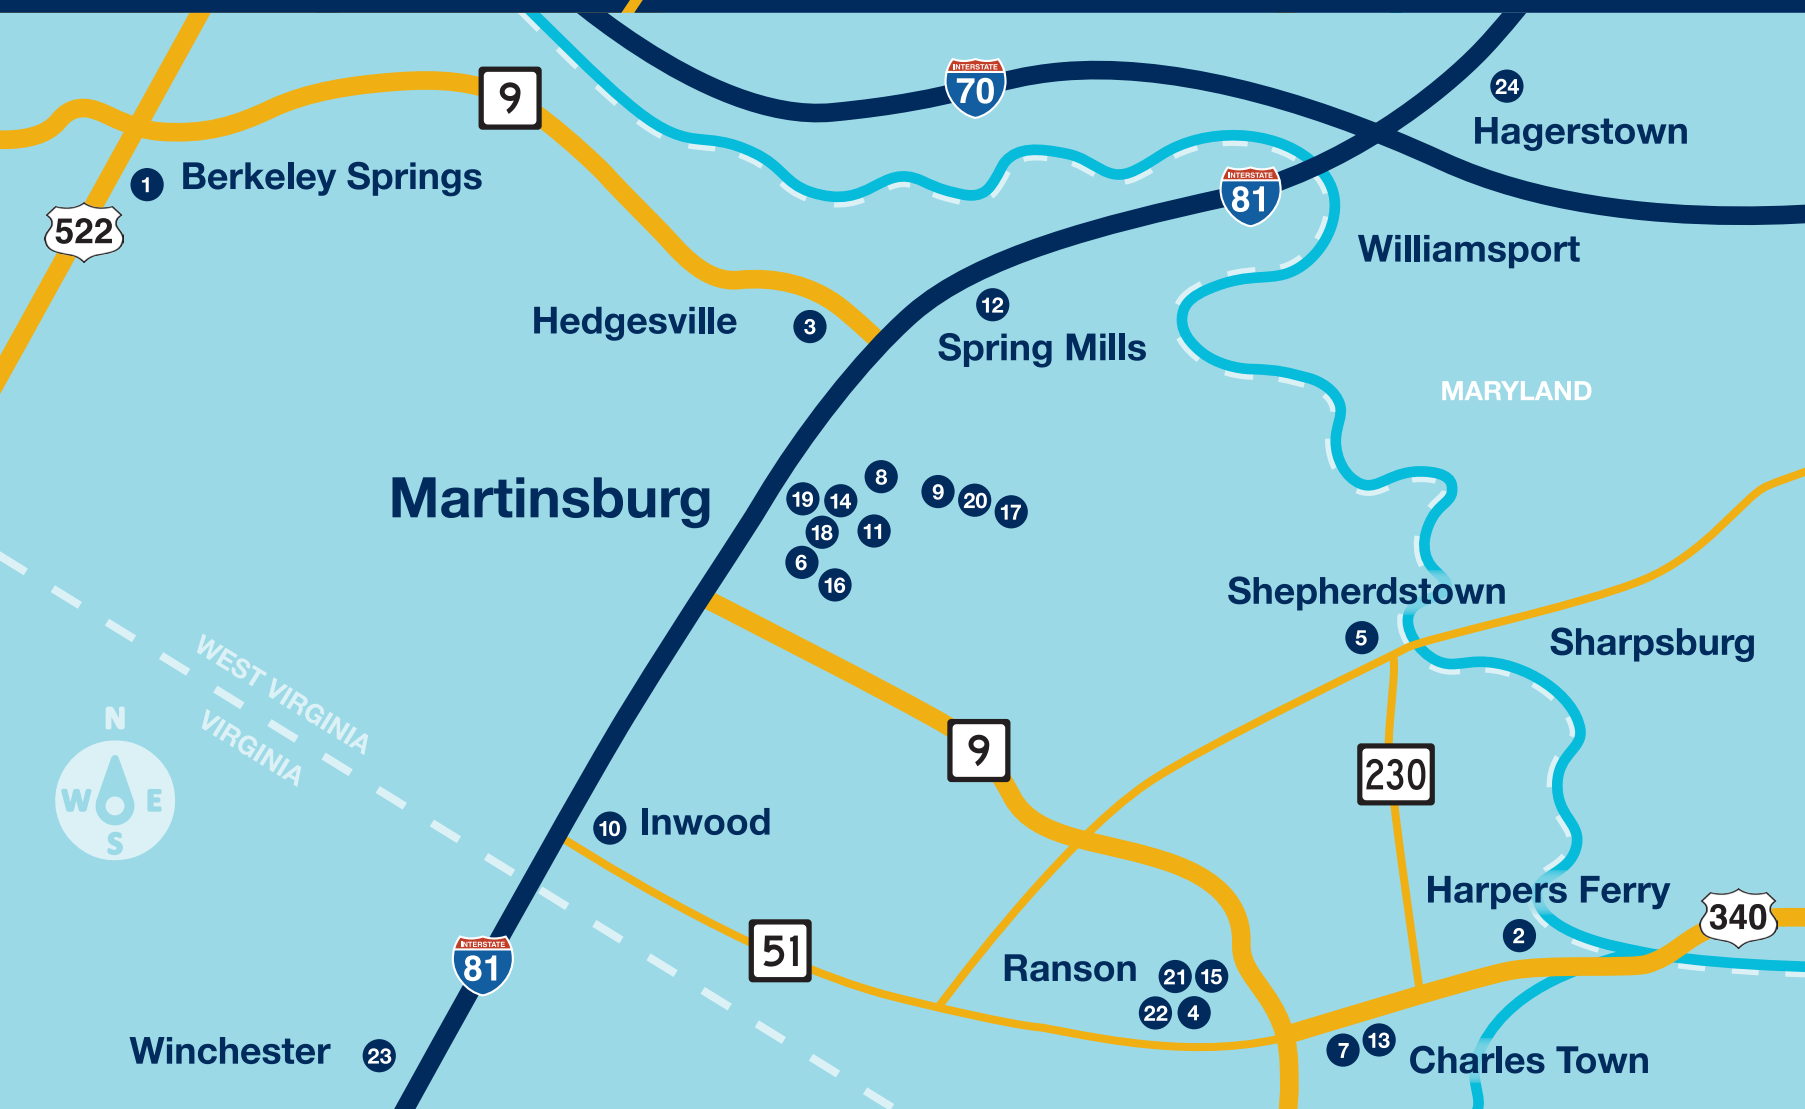 INTERSTATE
70
24
9
Hagerstown
1
Berkeley Springs
INTERSTATE
81
522
Williamsport
12
Hedgesville
3
Spring Mills
MARYLAND
Martinsburg
8
19
14
9
20
17
18
11
6
16
Shepherdstown
5
Sharpsburg
WEST VIRGINIA
VIRGINIA
N
W
E
S
9
230
10
Inwood
Harpers Ferry
340
2
51
INTERSTATE
81
Ranson
21
15
22
4
Winchester
23
7
13
Charles Town